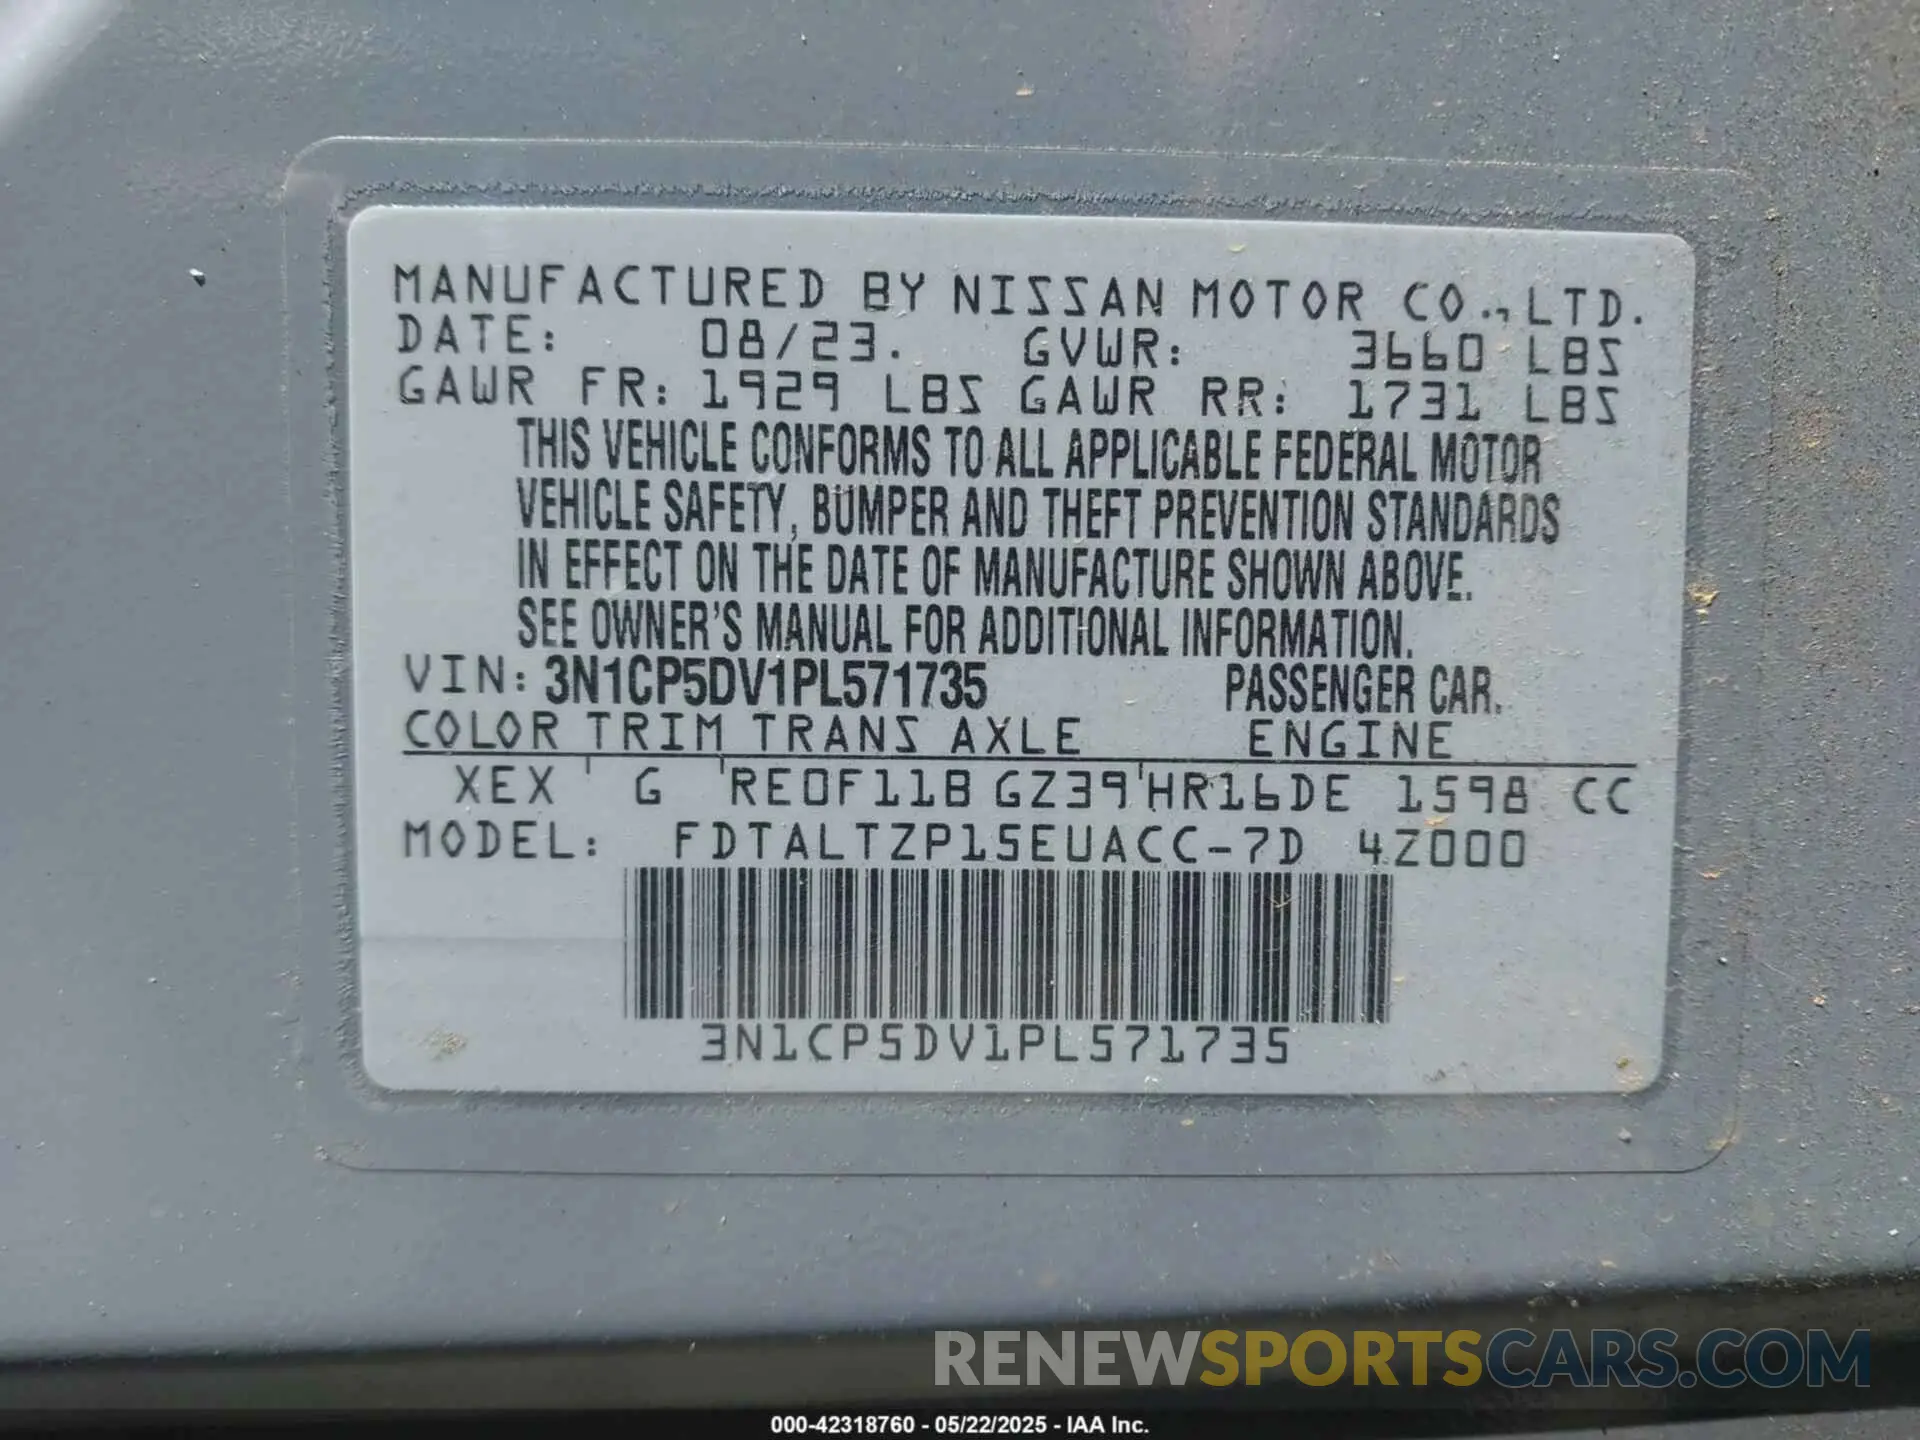 MANUFACTURED BY NISSAN MOTOR CO., LTD.
DATE: 08/23. GVWR: 3660 LBS
GAWR FR: 1929 LBS GAWR RR: 1731 LBS
THIS VEHICLE CONFORMS TO ALL APPLICABLE FEDERAL MOTOR
VEHICLE SAFETY, BUMPER AND THEFT PREVENTION STANDARDS
IN EFFECT ON THE DATE OF MANUFACTURE SHOWN ABOVE.
SEE OWNER'S MANUAL FOR ADDITIONAL INFORMATION.
VIN: 3N1CP5DV1PL571735 PASSENGER CAR.
COLOR TRIM TRANS AXLE ENGINE
XEX G RE0F11B GZ39 HR16DE 1598 CC
MODEL: FDTALTZP15EUACC-7D 4Z000
3N1CP5DV1PL571735
RENEWSPORTSCARS.COM
000-42318760 - 05/22/2025 - IAA Inc.